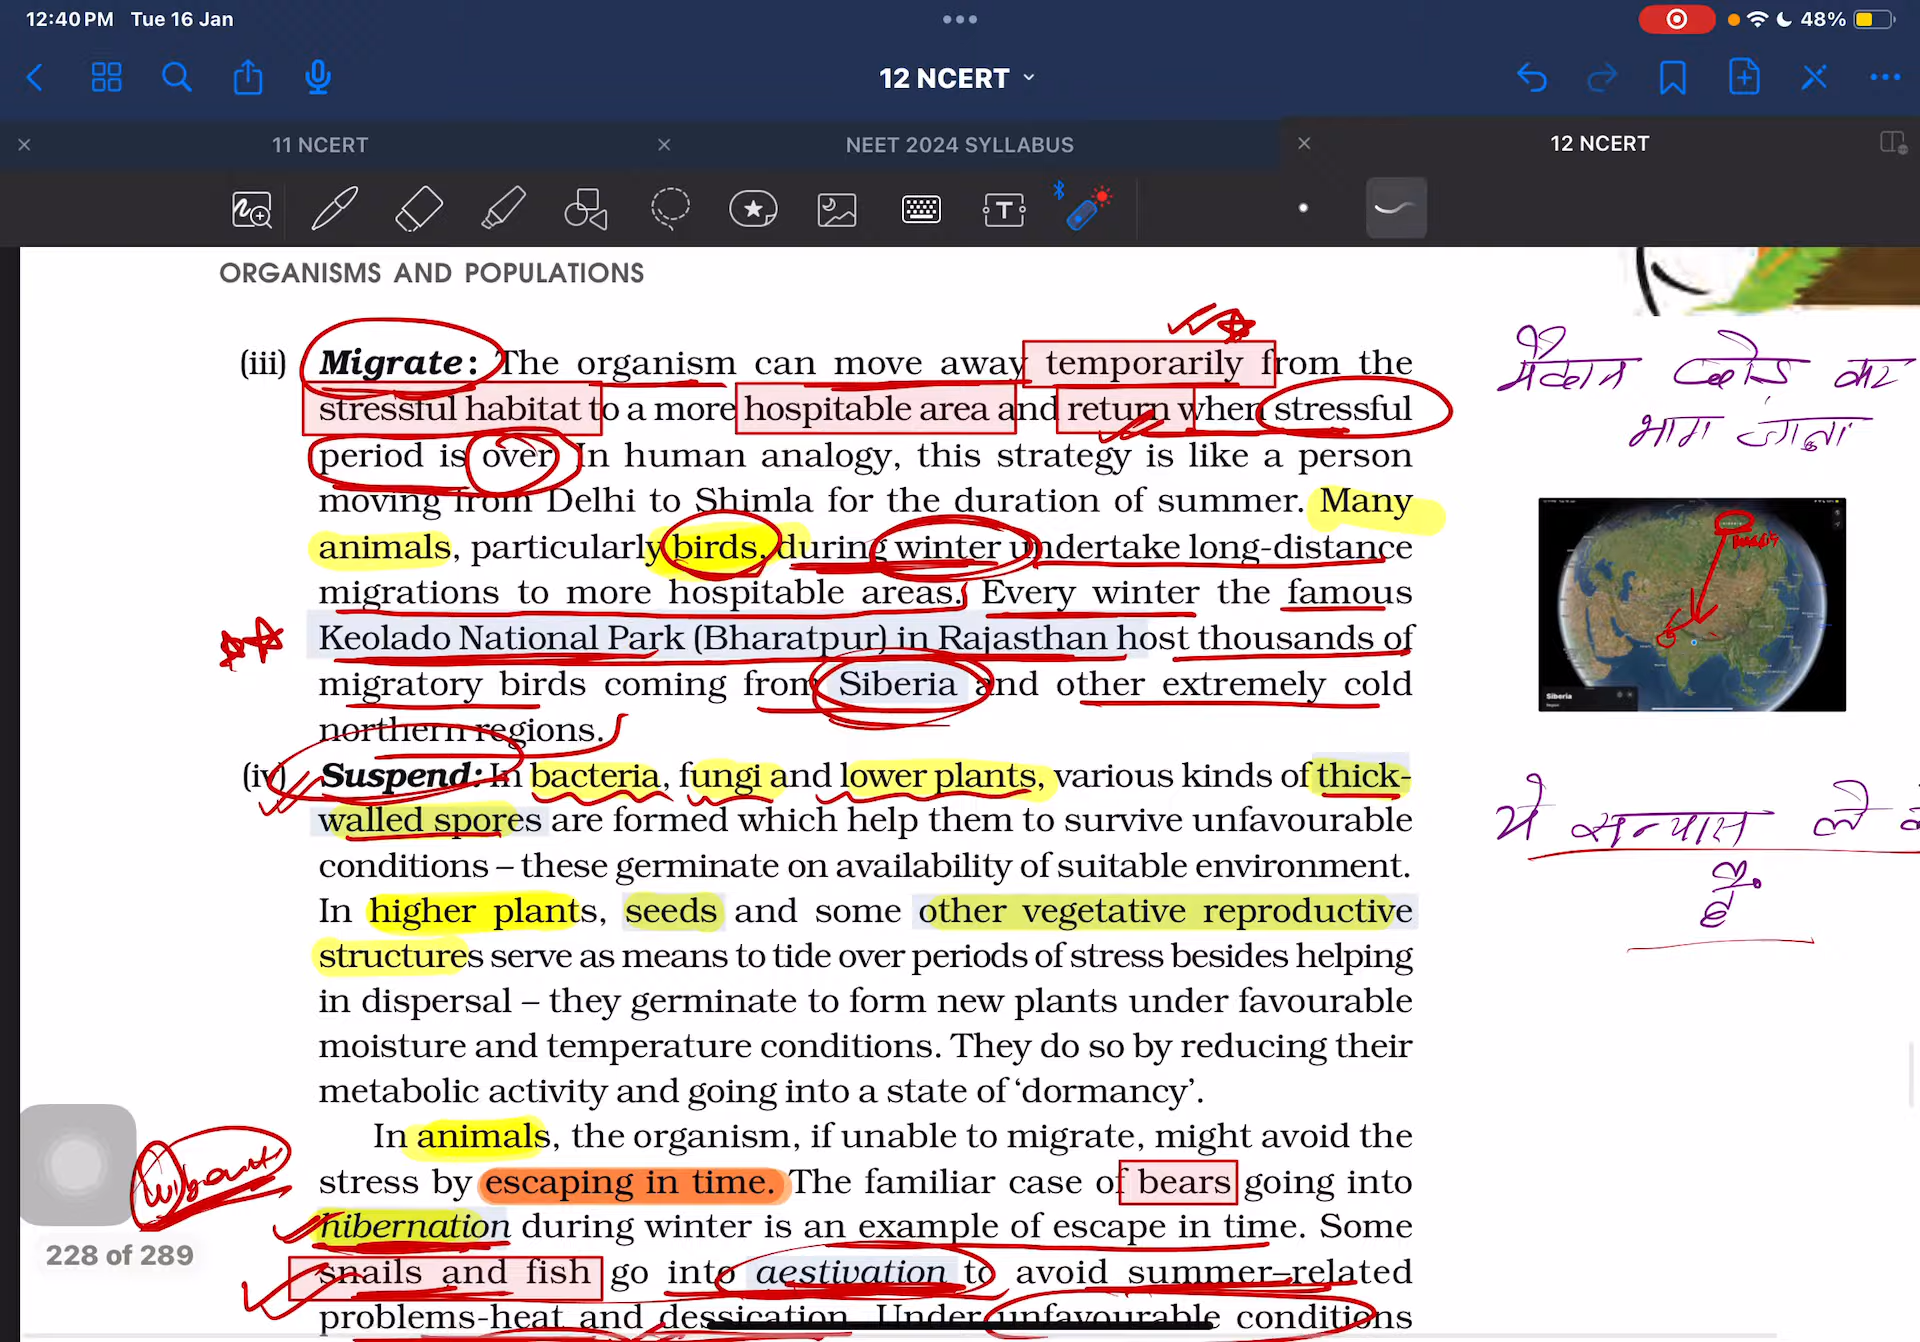 12:40 PM Tue 16 Jan
48%
12 NCERT
11 NCERT
NEET 2024 SYLLABUS
12 NCERT
ORGANISMS AND POPULATIONS
(iii) Migrate: The organism can move away temporarily from the
stressful habitat to a more hospitable area and return when stressful
period is over. In human analogy, this strategy is like a person
moving from Delhi to Shimla for the duration of summer. Many
animals, particularly birds, during winter undertake long-distance
migrations to more hospitable areas. Every winter the famous
Keolado National Park (Bharatpur) in Rajasthan host thousands of
migratory birds coming from Siberia and other extremely cold
northern regions.
(iv) Suspend: In bacteria, fungi and lower plants, various kinds of thick-
walled spores are formed which help them to survive unfavourable
conditions – these germinate on availability of suitable environment.
In higher plants, seeds and some other vegetative reproductive
structures serve as means to tide over periods of stress besides helping
in dispersal – they germinate to form new plants under favourable
moisture and temperature conditions. They do so by reducing their
metabolic activity and going into a state of ‘dormancy’.
In animals, the organism, if unable to migrate, might avoid the
stress by escaping in time. The familiar case of bears going into
hibernation during winter is an example of escape in time. Some
snails and fish go into aestivation to avoid summer–related
problems-heat and dessication. Under unfavourable conditions
228 of 289
छोड़ कर
भाग जाना
Siberia
ये सन्यास ले
हैं